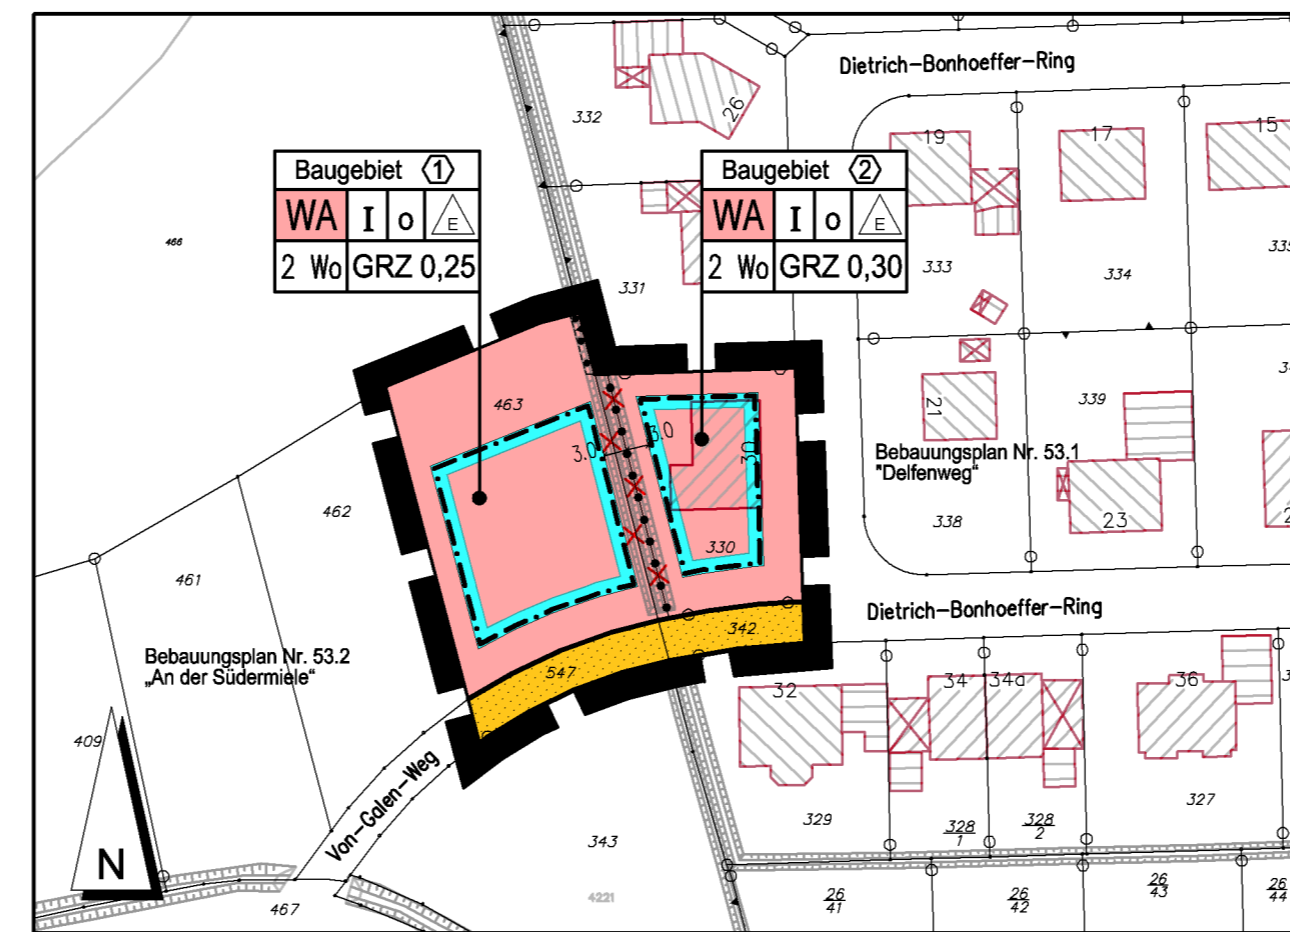 Dietrich-Bonhoeffer-Ring
26
332
19
17
15
Baugebiet 1
WA I o E
2 Wo GRZ 0,25
Baugebiet 2
WA I o E
2 Wo GRZ 0,30
466
331
333
334
463
3.0
3.0
30
21
339
Bebauungsplan Nr. 53.1
"Delfenweg"
462
338
23
330
461
Dietrich-Bonhoeffer-Ring
342
Bebauungsplan Nr. 53.2
„An der Südermiele“
547
32
34
34a
36
409
Von-Galen-Weg
327
329
328
1
328
2
343
N
467
4221
26
41
26
42
26
43
26
44